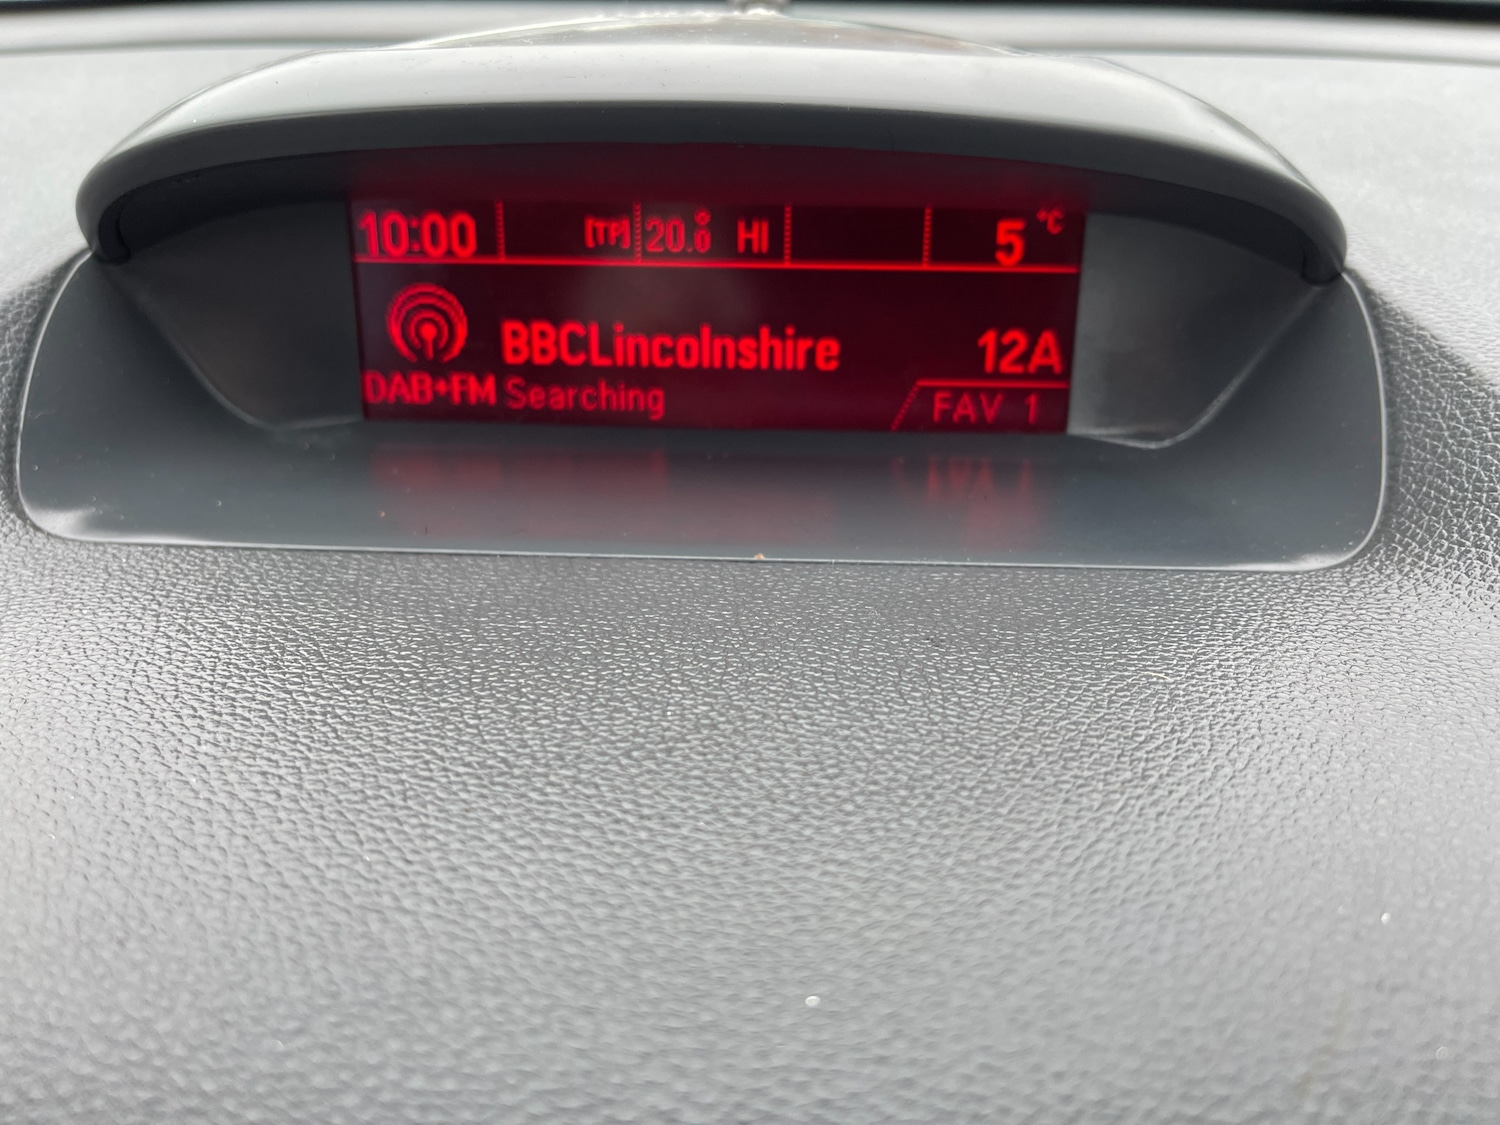 10:00 [TP] 20.0 HI 5 °C
BBCLincolnshire 12A
DAB+FM Searching FAV 1